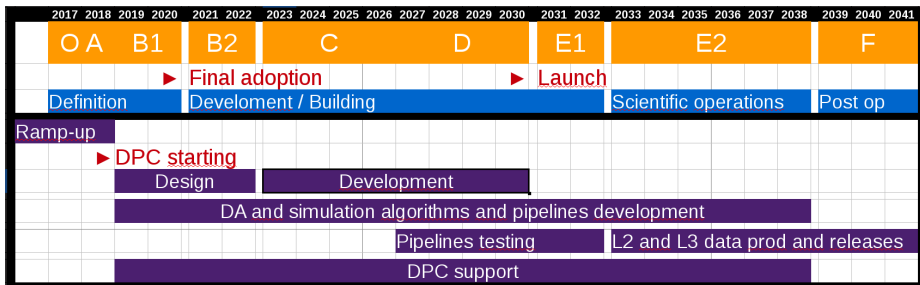 2017 2018 2019 2020 2021 2022 2023 2024 2025 2026 2027 2028 2029 2030 2031 2032 2033 2034 2035 2036 2037 2038 2039 2040 2041
O A B1 B2 C D E1 E2 F
► Final adoption ► Launch
Definition Develoment / Building Scientific operations Post op
Ramp-up
► DPC starting
Design Development
DA and simulation algorithms and pipelines development
Pipelines testing L2 and L3 data prod and releases
DPC support